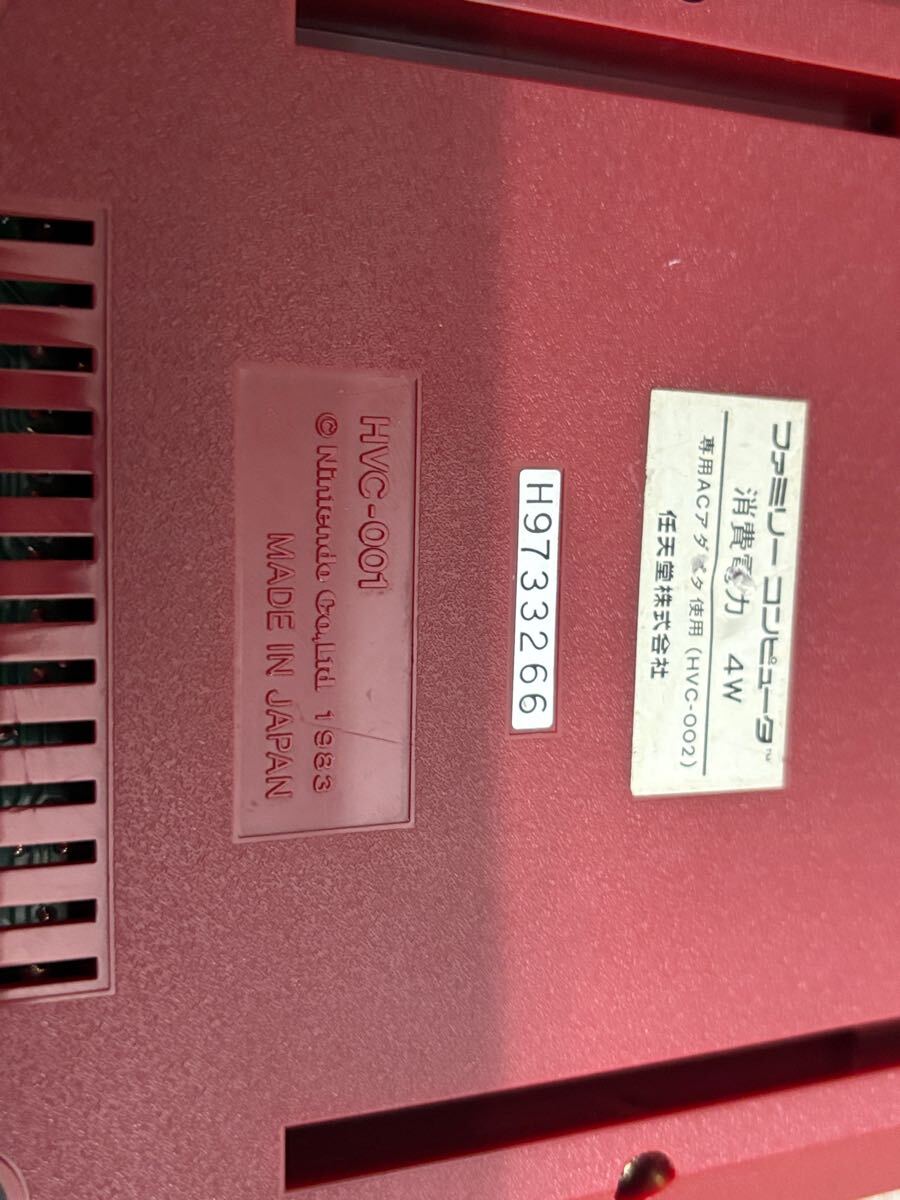 ファミリー コンピュータ™
消費電力 4W
専用ACアダプタ使用(HVC-002)
任天堂株式会社
H9733266
HVC-001
© Nintendo Co.,Ltd. 1983
MADE IN JAPAN